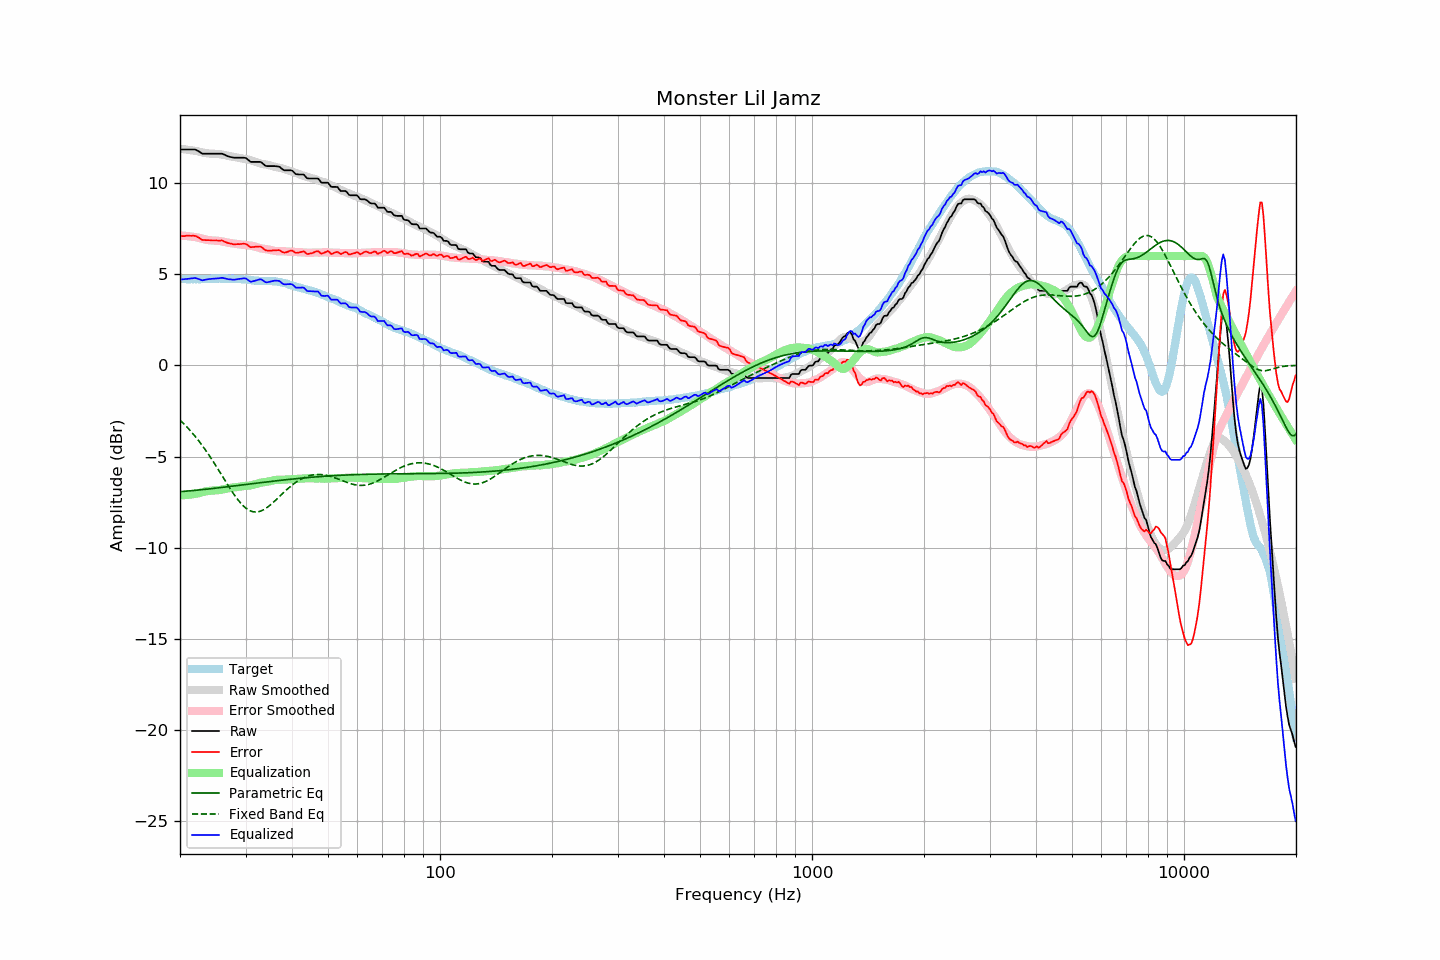 Monster Lil Jamz
Amplitude (dBr)
10
5
0
−5
−10
−15
−20
−25
Target
Raw Smoothed
Error Smoothed
Raw
Error
Equalization
Parametric Eq
Fixed Band Eq
Equalized
100
1000
10000
Frequency (Hz)